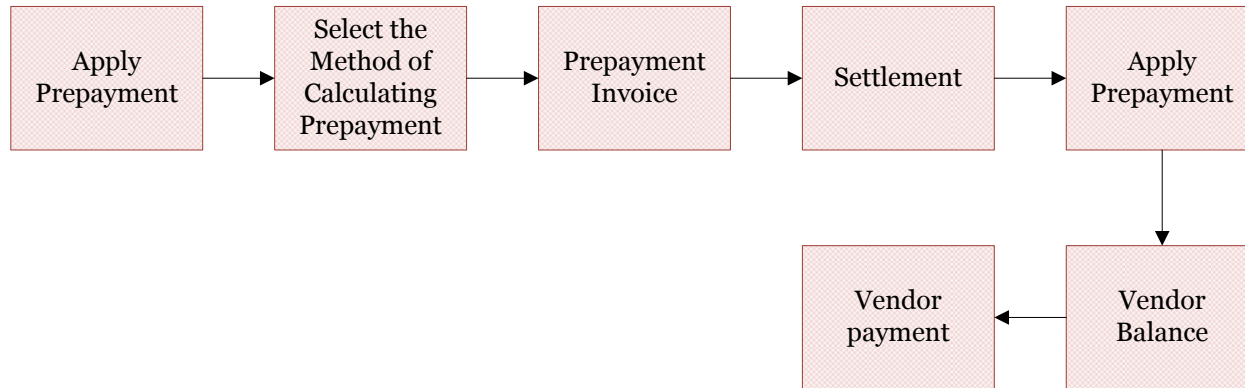 Apply
Prepayment
Select the
Method of
Calculating
Prepayment
Prepayment
Invoice
Settlement
Apply
Prepayment
Vendor
Balance
Vendor
payment